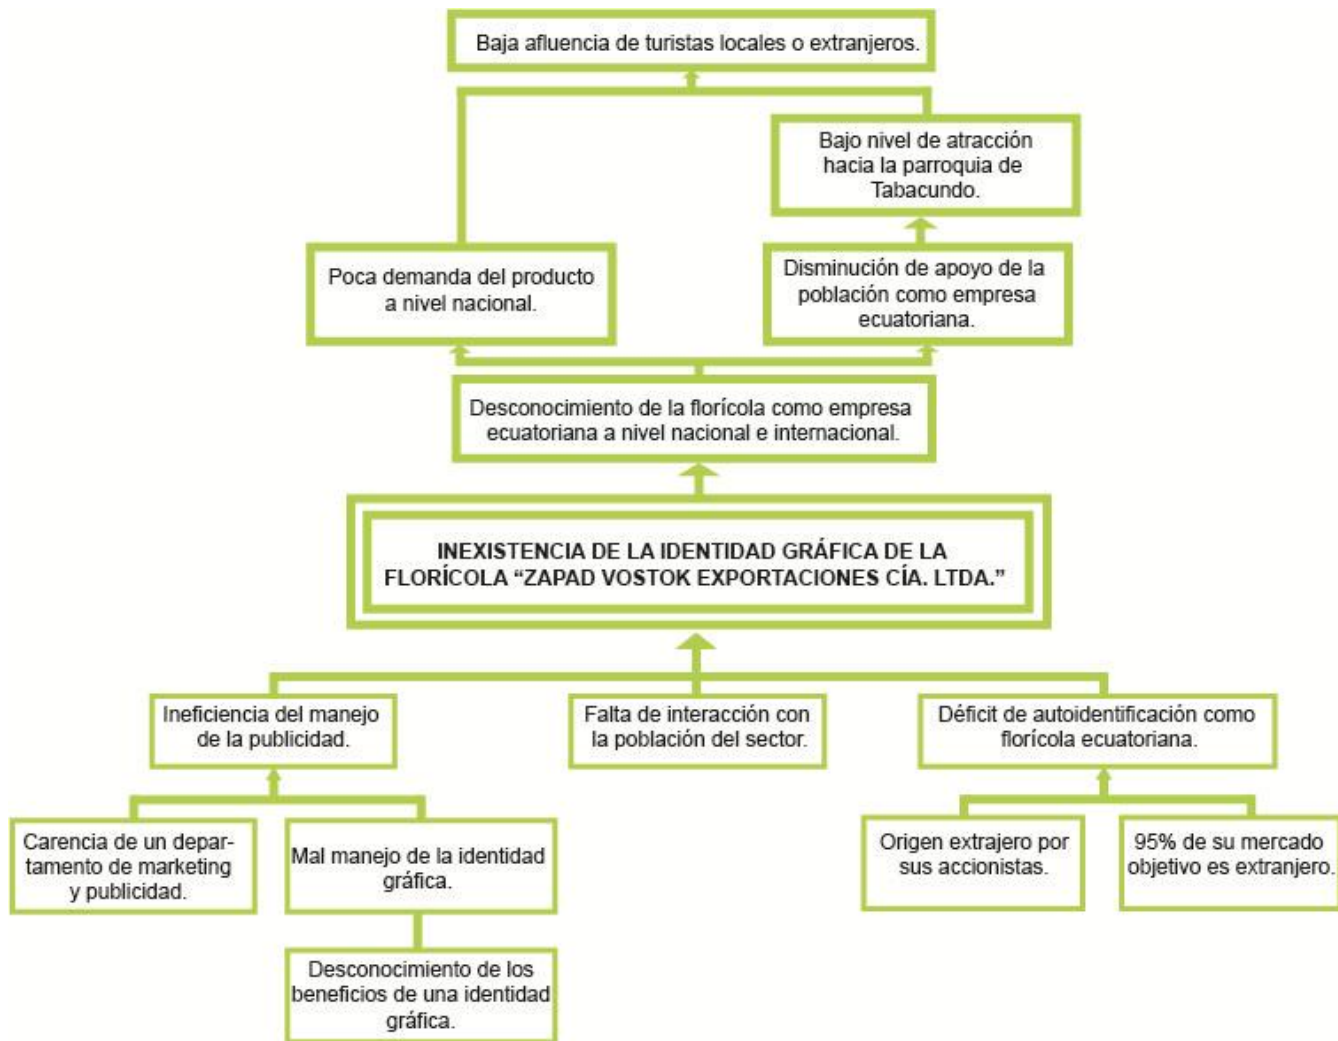 Baja afluencia de turistas locales o extranjeros.
Bajo nivel de atracción
hacia la parroquia de
Tabacundo.
Poca demanda del producto
a nivel nacional.
Disminución de apoyo de la
población como empresa
ecuatoriana.
Desconocimiento de la florícola como empresa
ecuatoriana a nivel nacional e internacional.
INEXISTENCIA DE LA IDENTIDAD GRÁFICA DE LA
FLORÍCOLA “ZAPAD VOSTOK EXPORTACIONES CÍA. LTDA.”
Ineficiencia del manejo
de la publicidad.
Falta de interacción con
la población del sector.
Déficit de autoidentificación como
florícola ecuatoriana.
Carencia de un depar-
tamento de marketing
y publicidad.
Mal manejo de la identidad
gráfica.
Origen extrajero por
sus accionistas.
95% de su mercado
objetivo es extranjero.
Desconocimiento de los
beneficios de una identidad
gráfica.